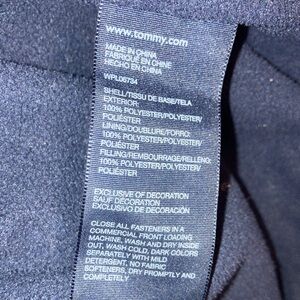 www.tommy.com
MADE IN CHINA
FABRIQUÉ EN CHINE
HECHO EN CHINA
WPL06734
SHELL/TISSU DE BASE/TELA
EXTERIOR:
100% POLYESTER/POLYESTER/
POLIÉSTER
LINING/DOUBLURE/FORRO:
100% POLYESTER/POLYESTER/
POLIÉSTER
FILLING/REMBOURRAGE/RELLENO:
100% POLYESTER/POLYESTER/
POLIÉSTER
EXCLUSIVE OF DECORATION
SAUF DÉCORATION
EXCLUSIVO DE DECORACIÓN
CLOSE ALL FASTENERS IN A
COMMERCIAL FRONT LOADING
MACHINE, WASH AND DRY INSIDE
OUT, WASH COLD, DARK COLORS
SEPARATELY WITH MILD
DETERGENT, NO FABRIC
SOFTENERS, DRY PROMPTLY AND
COMPLETELY